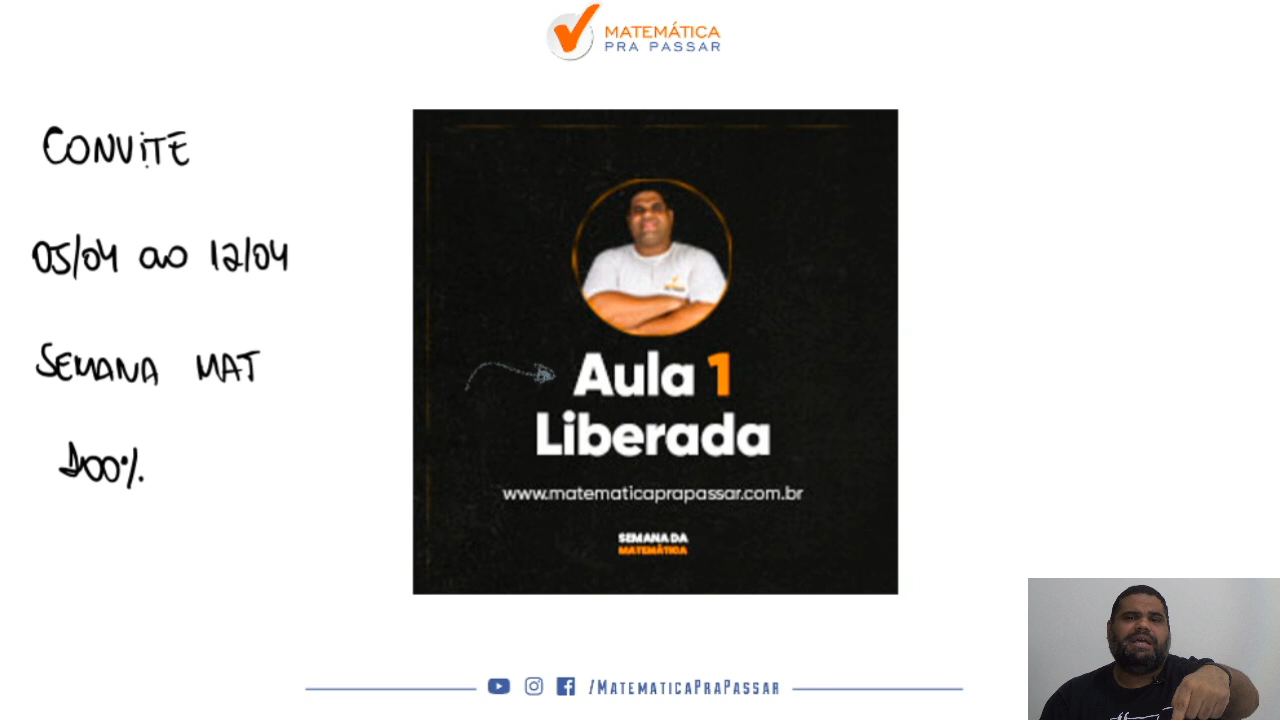 MATEMÁTICA
PRA PASSAR
CONVITE
05/04 ao 12/04
SEMANA MAT
100%
Aula 1
Liberada
www.matematicaprapassar.com.br
SEMANA DA
MATEMÁTICA
/MATEMATICAPRAPASSAR